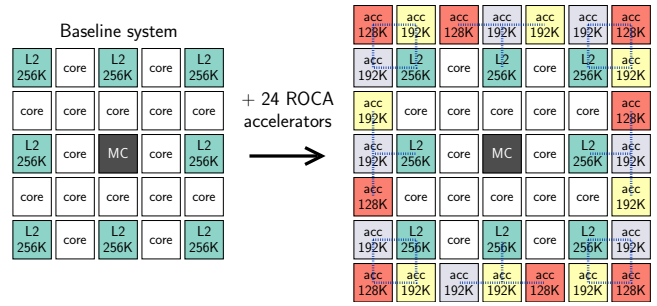 Baseline system
L2 core L2 core L2
256K 256K 256K
core core core core core
L2 core MC core L2
256K 256K
core core core core core
L2 core L2 core L2
256K 256K 256K
+ 24 ROCA
accelerators
acc acc acc acc acc acc acc
128K 192K 128K 192K 192K 192K 128K
acc L2 core L2 core L2 acc
192K 256K 256K 256K 192K
acc core core core core core acc
192K 128K
acc L2 core MC core L2 acc
192K 256K 256K 192K
acc core core core core core acc
128K 192K
acc L2 core L2 core L2 acc
192K 256K 256K 256K 192K
acc acc acc acc acc acc acc
128K 192K 192K 192K 128K 192K 128K